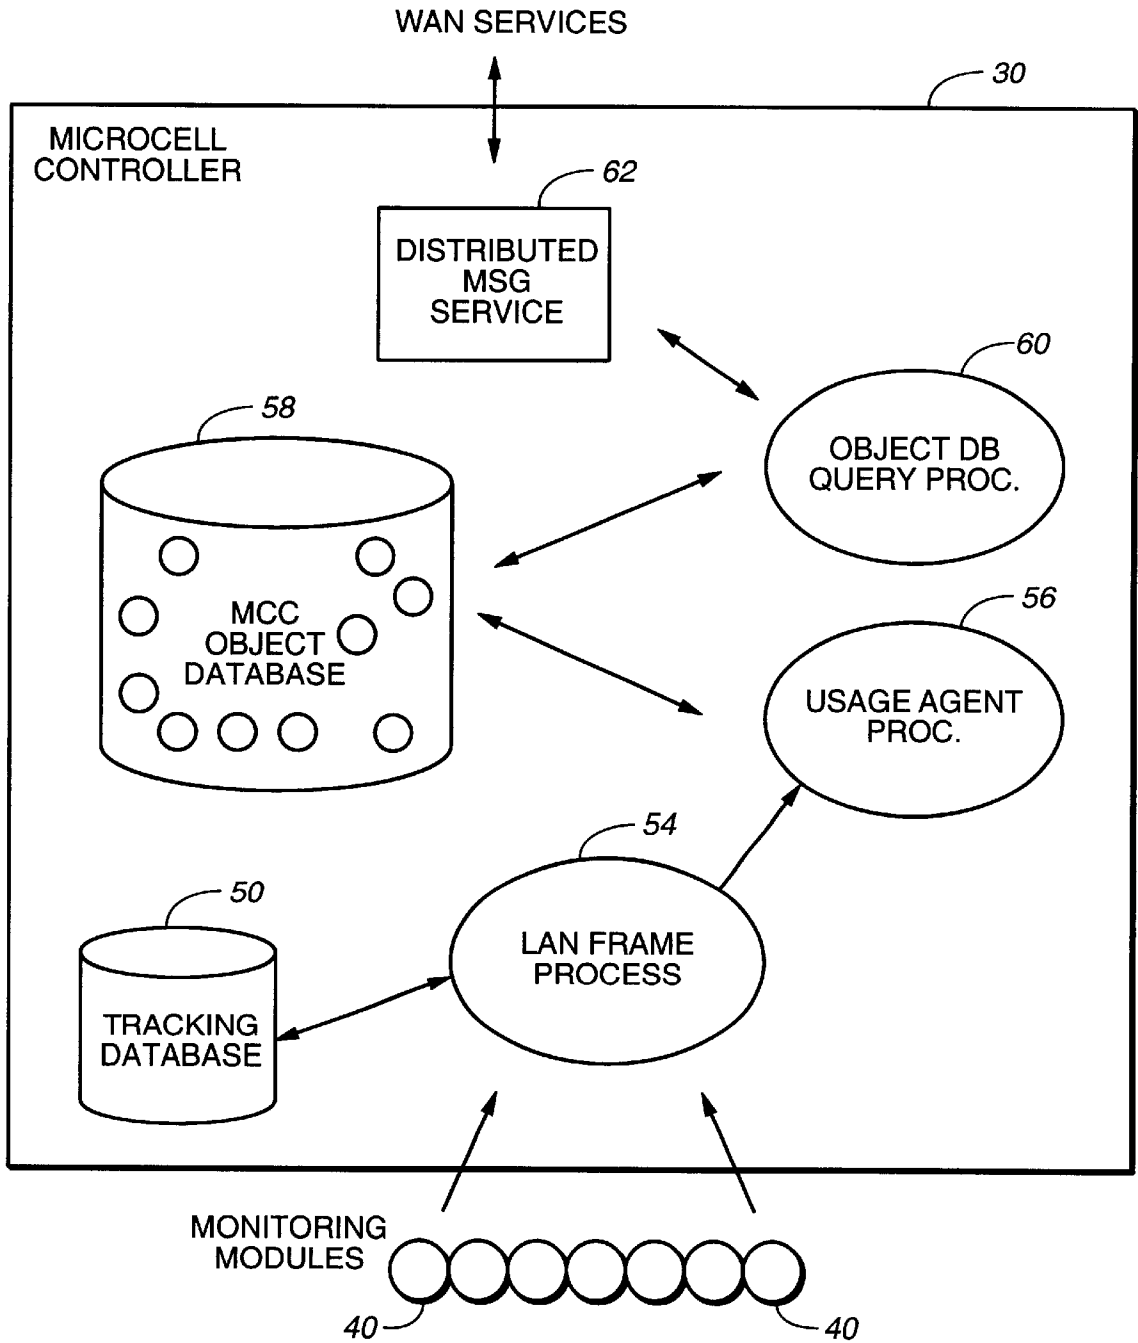 WAN SERVICES
30
MICROCELL
CONTROLLER
62
DISTRIBUTED
MSG
SERVICE
60
OBJECT DB
QUERY PROC.
58
MCC
OBJECT
DATABASE
56
USAGE AGENT
PROC.
54
LAN FRAME
PROCESS
50
TRACKING
DATABASE
MONITORING
MODULES
40
40